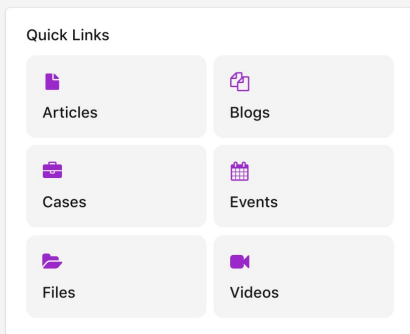 Quick Links
Articles
Blogs
Cases
Events
Files
Videos